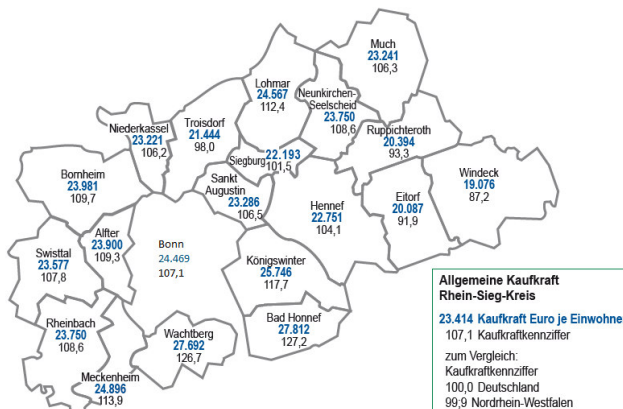 Much
23.241
106,3
Lohmar
24.567
112,4
Neunkirchen-
Seelscheid
23.750
108,6
Troisdorf
21.444
98,0
Niederkassel
23.221
106,2
Ruppichteroth
20.394
93,3
Siegburg
22.193
101,5
Windeck
19.076
87,2
Bornheim
23.981
109,7
Sankt
Augustin
23.286
106,5
Hennef
22.751
104,1
Eitorf
20.087
91,9
Alfter
23.900
109,3
Bonn
24.469
107,1
Swisttal
23.577
107,8
Königswinter
25.746
117,7
Rheinbach
23.750
108,6
Wachtberg
27.692
126,7
Bad Honnef
27.812
127,2
Meckenheim
24.896
113,9
Allgemeine Kaufkraft
Rhein-Sieg-Kreis
23.414 Kaufkraft Euro je Einwohne
107,1 Kaufkraftkennziffer
zum Vergleich:
Kaufkraftkennziffer
100,0 Deutschland
99,9 Nordrhein-Westfalen